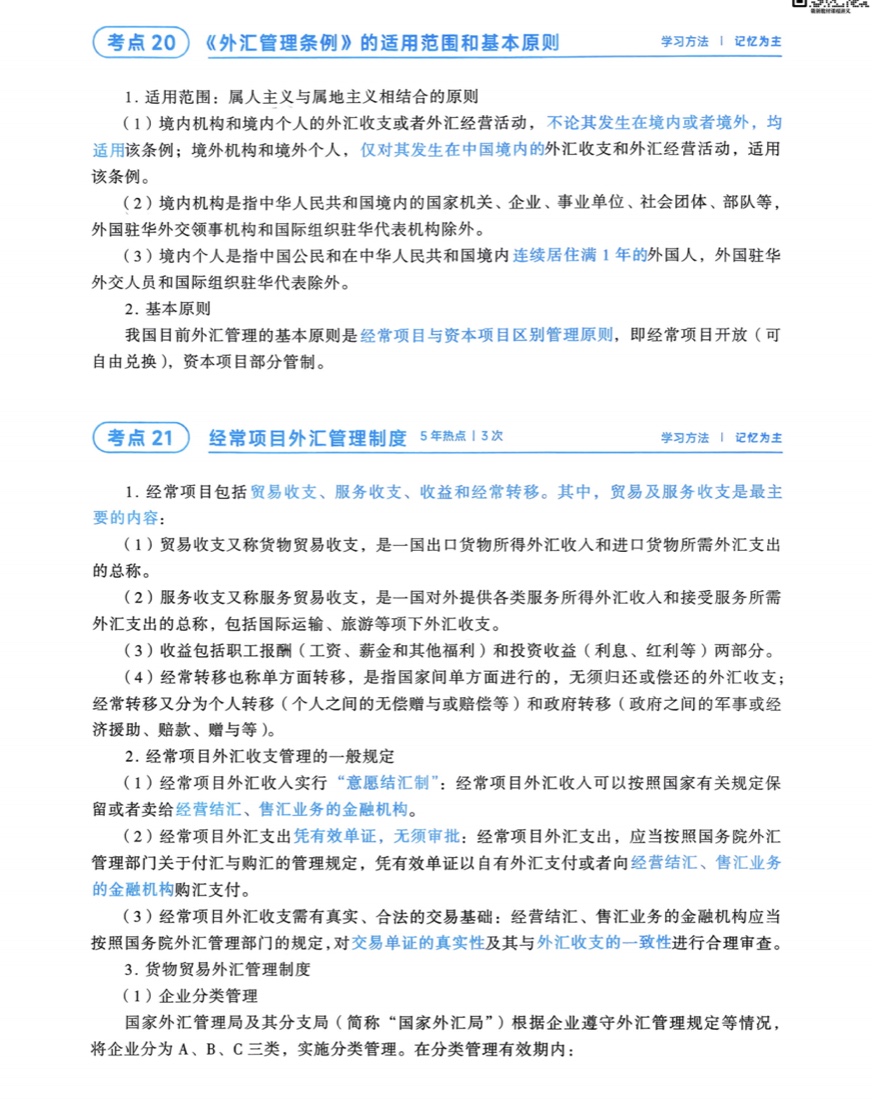 考点 20 《外汇管理条例》的适用范围和基本原则 学习方法 | 记忆为主
1. 适用范围：属人主义与属地主义相结合的原则
（1）境内机构和境内个人的外汇收支或者外汇经营活动，不论其发生在境内或者境外，均
适用该条例；境外机构和境外个人，仅对其发生在中国境内的外汇收支和外汇经营活动，适用
该条例。
（2）境内机构是指中华人民共和国境内的国家机关、企业、事业单位、社会团体、部队等，
外国驻华外交领事机构和国际组织驻华代表机构除外。
（3）境内个人是指中国公民和在中华人民共和国境内连续居住满 1 年的外国人，外国驻华
外交人员和国际组织驻华代表除外。
2. 基本原则
我国目前外汇管理的基本原则是经常项目与资本项目区别管理原则，即经常项目开放（可
自由兑换），资本项目部分管制。
考点 21 经常项目外汇管理制度 5 年热点 | 3 次 学习方法 | 记忆为主
1. 经常项目包括贸易收支、服务收支、收益和经常转移。其中，贸易及服务收支是最主
要的内容：
（1）贸易收支又称货物贸易收支，是一国出口货物所得外汇收入和进口货物所需外汇支出
的总称。
（2）服务收支又称服务贸易收支，是一国对外提供各类服务所得外汇收入和接受服务所需
外汇支出的总称，包括国际运输、旅游等项下外汇收支。
（3）收益包括职工报酬（工资、薪金和其他福利）和投资收益（利息、红利等）两部分。
（4）经常转移也称单方面转移，是指国家间单方面进行的，无须归还或偿还的外汇收支；
经常转移又分为个人转移（个人之间的无偿赠与或赔偿等）和政府转移（政府之间的军事或经
济援助、赔款、赠与等）。
2. 经常项目外汇收支管理的一般规定
（1）经常项目外汇收入实行“意愿结汇制”：经常项目外汇收入可以按照国家有关规定保
留或者卖给经营结汇、售汇业务的金融机构。
（2）经常项目外汇支出凭有效单证，无须审批：经常项目外汇支出，应当按照国务院外汇
管理部门关于付汇与购汇的管理规定，凭有效单证以自有外汇支付或者向经营结汇、售汇业务
的金融机构购汇支付。
（3）经常项目外汇收支需有真实、合法的交易基础：经营结汇、售汇业务的金融机构应当
按照国务院外汇管理部门的规定，对交易单证的真实性及其与外汇收支的一致性进行合理审查。
3. 货物贸易外汇管理制度
（1）企业分类管理
国家外汇管理局及其分支局（简称“国家外汇局”）根据企业遵守外汇管理规定等情况，
将企业分为 A、B、C 三类，实施分类管理。在分类管理有效期内：